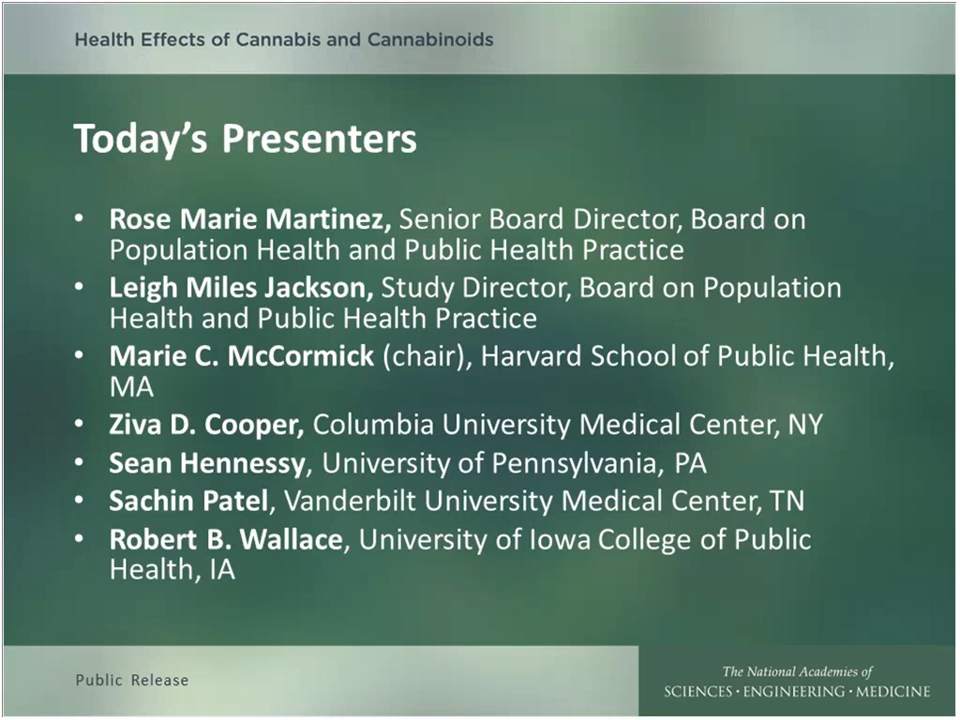 Health Effects of Cannabis and Cannabinoids
Today’s Presenters
• Rose Marie Martinez, Senior Board Director, Board on
Population Health and Public Health Practice
• Leigh Miles Jackson, Study Director, Board on Population
Health and Public Health Practice
• Marie C. McCormick (chair), Harvard School of Public Health,
MA
• Ziva D. Cooper, Columbia University Medical Center, NY
• Sean Hennessy, University of Pennsylvania, PA
• Sachin Patel, Vanderbilt University Medical Center, TN
• Robert B. Wallace, University of Iowa College of Public
Health, IA
Public Release
The National Academies of
SCIENCES • ENGINEERING • MEDICINE